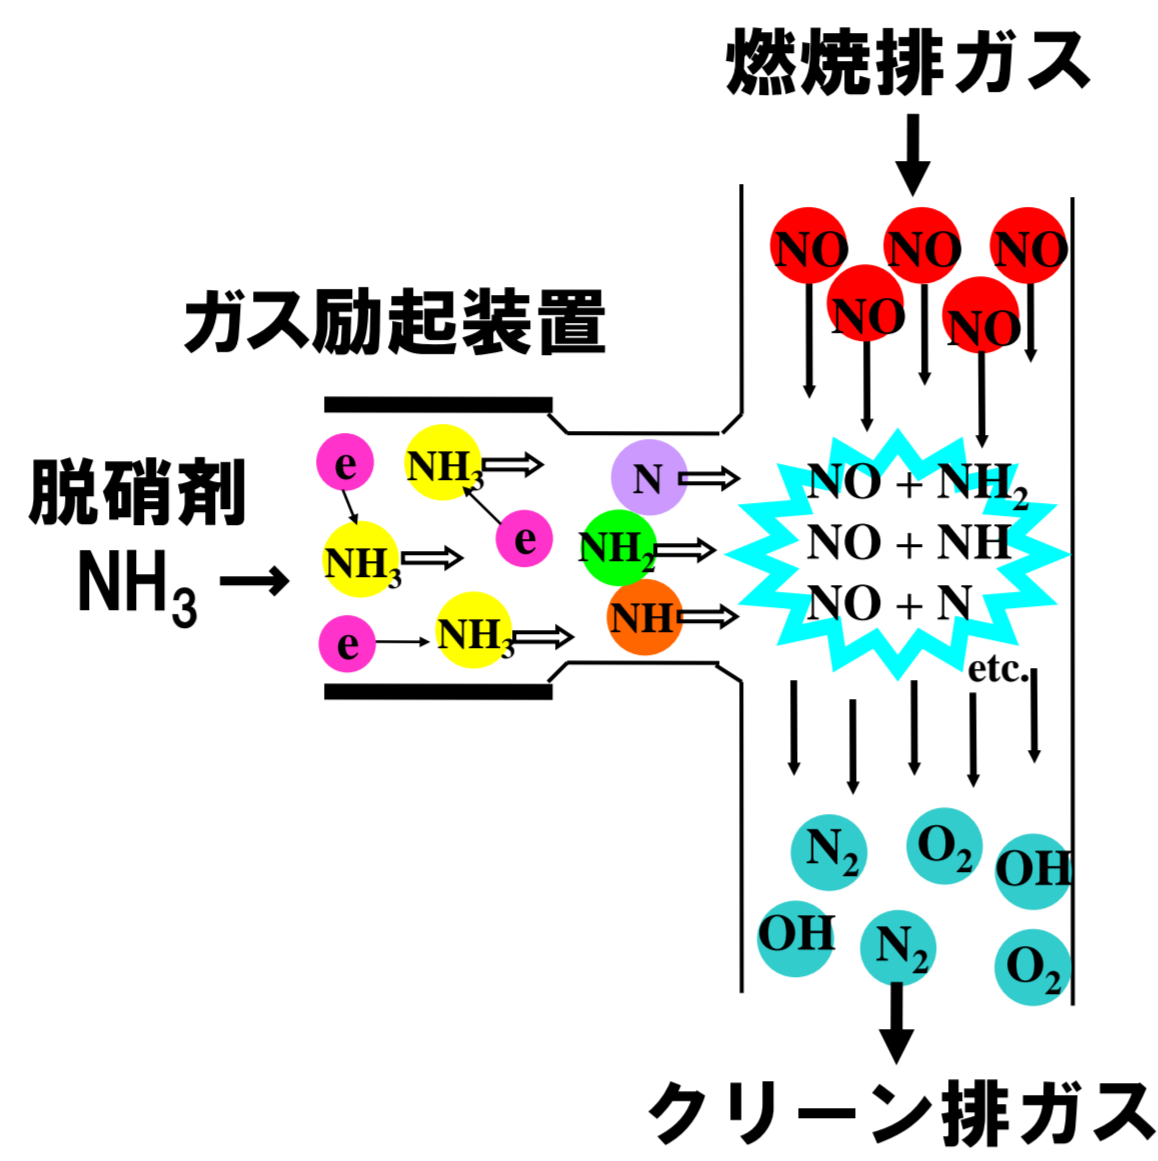 燃焼排ガス
NO NO NO
NO NO
ガス励起装置
脱硝剤
NH₃ →
e NH₃
NH₃ e
e NH₃
N
NH₂
NH
NO + NH₂
NO + NH
NO + N
etc.
N₂ O₂ OH
OH N₂ O₂
クリーン排ガス